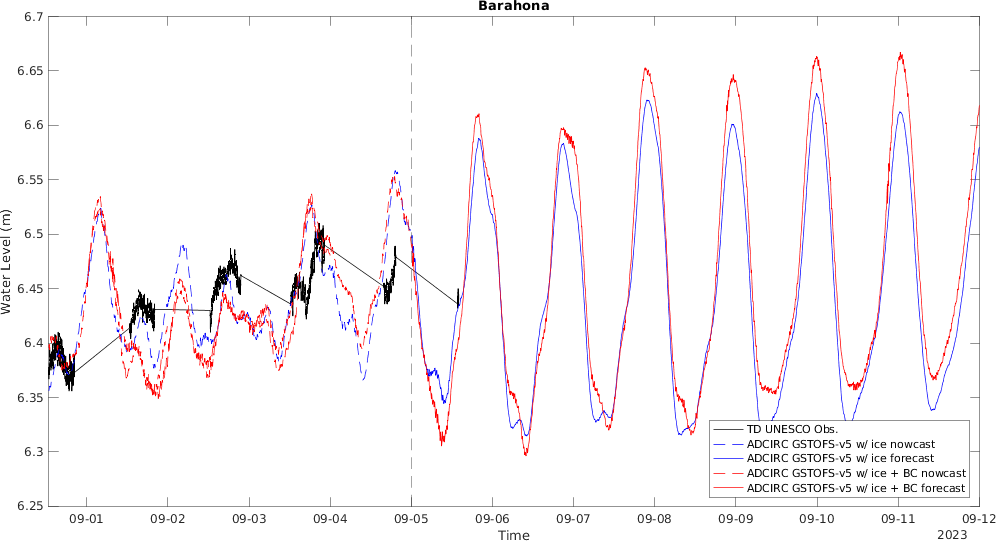 Barahona
6.7
6.65
6.6
6.55
6.5
6.45
6.4
6.35
6.3
6.25
Water Level (m)
TD UNESCO Obs.
ADCIRC GSTOFS-v5 w/ ice nowcast
ADCIRC GSTOFS-v5 w/ ice forecast
ADCIRC GSTOFS-v5 w/ ice + BC nowcast
ADCIRC GSTOFS-v5 w/ ice + BC forecast
09-01 09-02 09-03 09-04 09-05 09-06 09-07 09-08 09-09 09-10 09-11 09-12
Time
2023